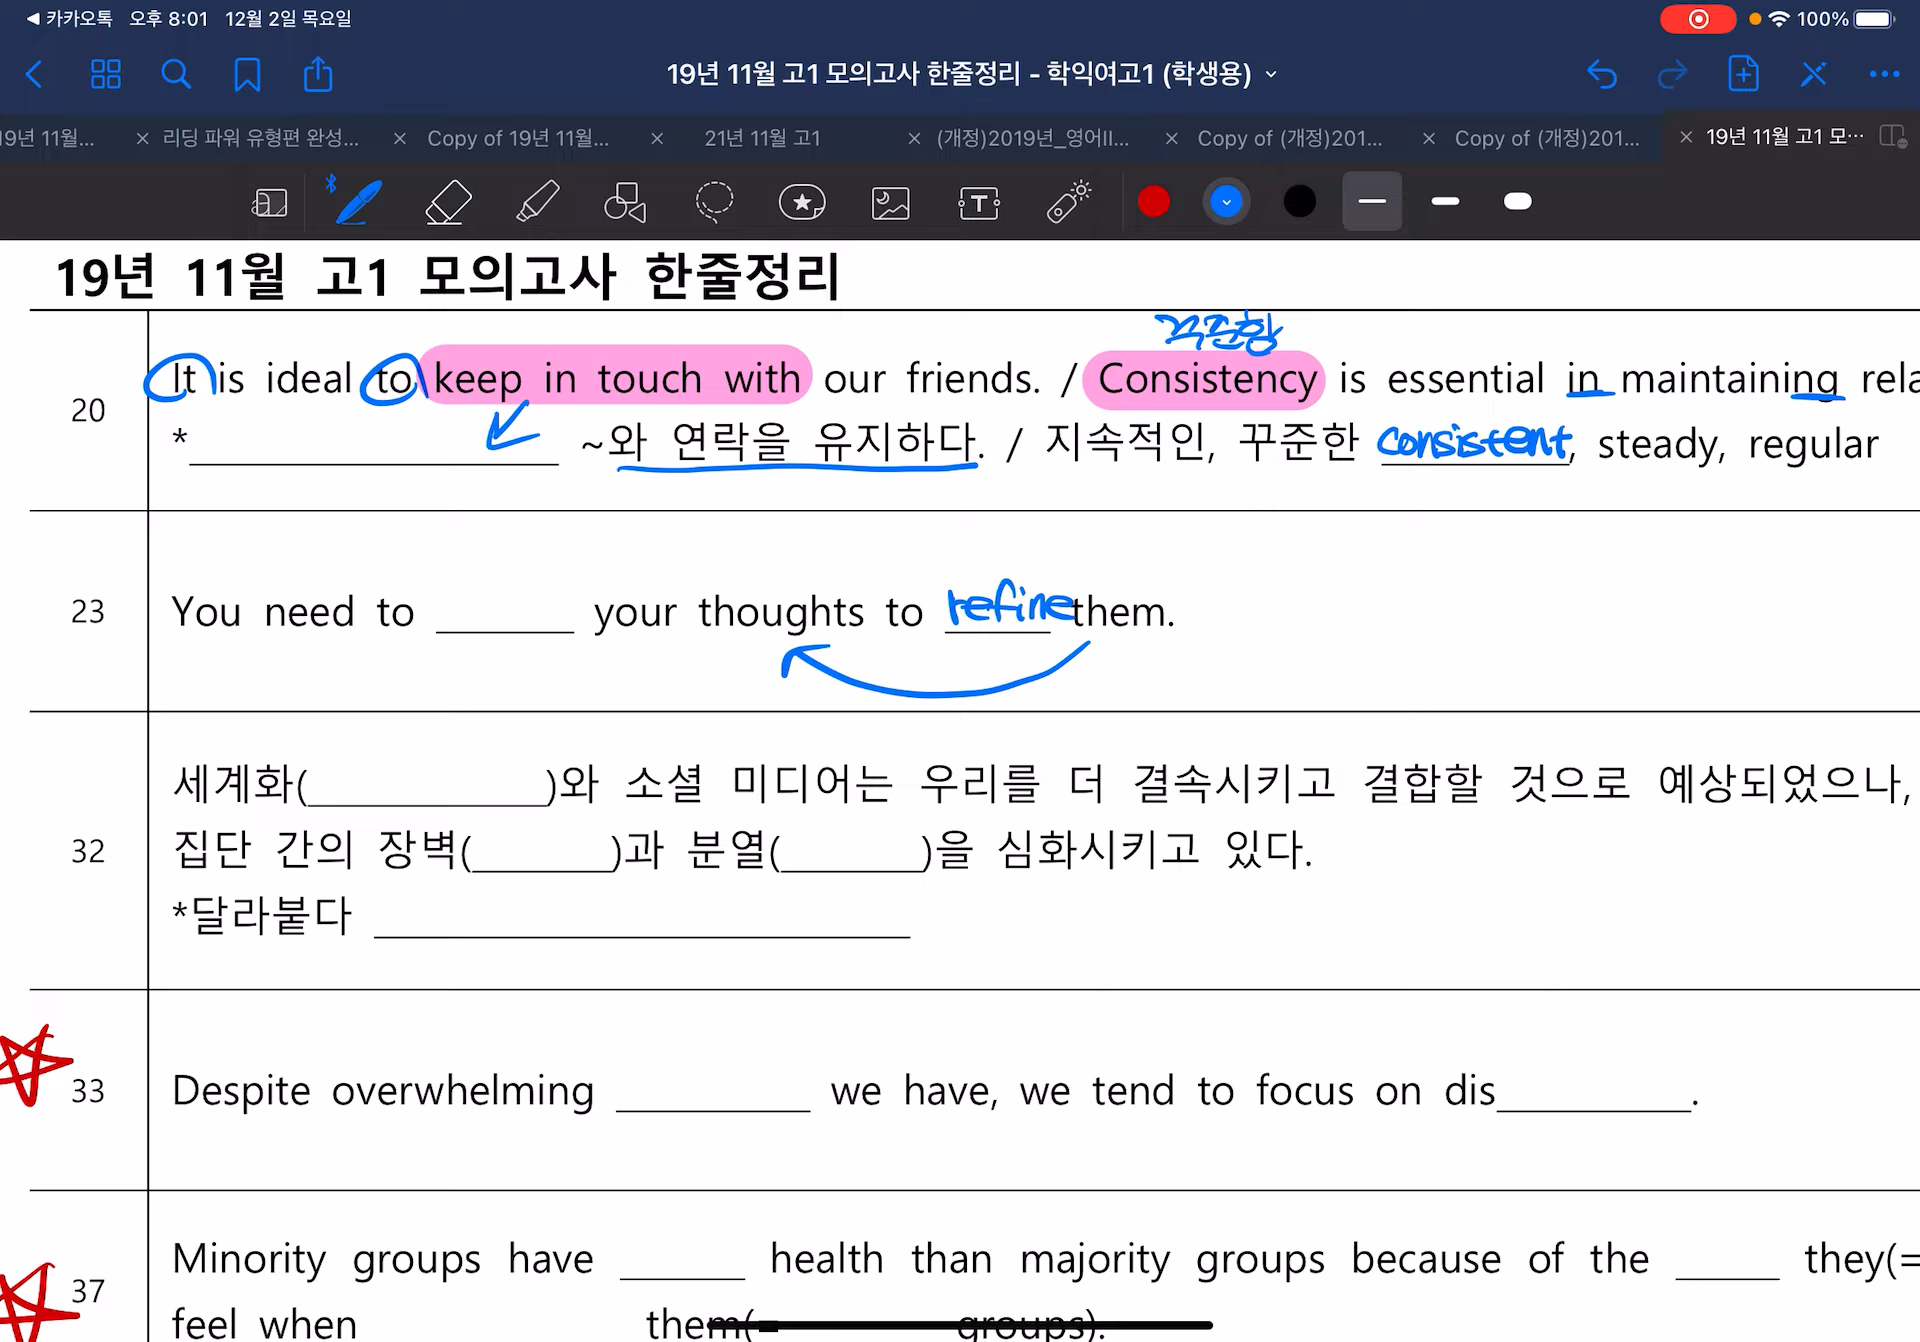 ◀ 카카오톡 오후 8:01 12월 2일 목요일 100%
19년 11월 고1 모의고사 한줄정리 - 학익여고1 (학생용)
19년 11월... × 리딩 파워 유형편 완성... × Copy of 19년 11월... × 21년 11월 고1 × (개정)2019년_영어II... × Copy of (개정)201... × Copy of (개정)201... × 19년 11월 고1 모...
19년 11월 고1 모의고사 한줄정리
꾸준함
20 It is ideal to keep in touch with our friends. / Consistency is essential in maintaining rela
* ____________ ~와 연락을 유지하다. / 지속적인, 꾸준한 consistent, steady, regular
23 You need to ______ your thoughts to refine them.
32 세계화(__________)와 소셜 미디어는 우리를 더 결속시키고 결합할 것으로 예상되었으나,
집단 간의 장벽(______)과 분열(______)을 심화시키고 있다.
*달라붙다 ____________________
33 Despite overwhelming ________ we have, we tend to focus on dis________.
37 Minority groups have _____ health than majority groups because of the ____ they(=
feel when them(= groups).